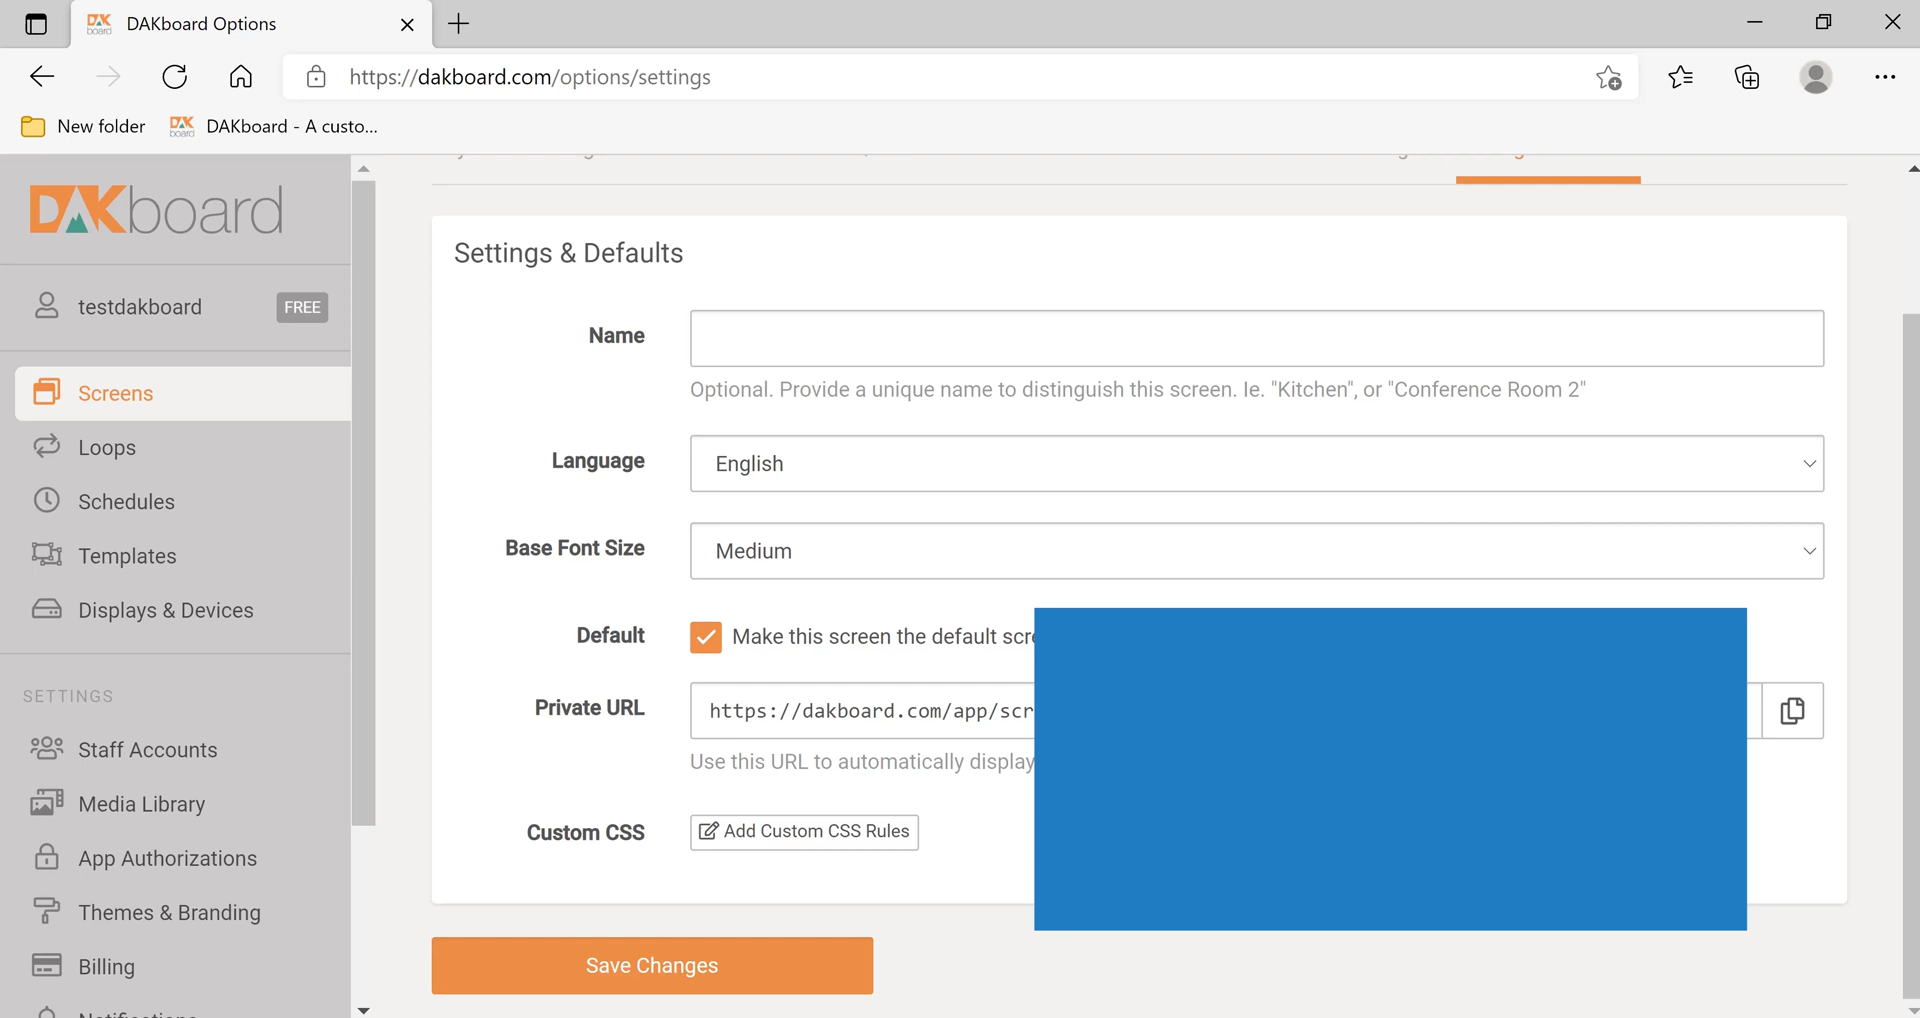 DAKboard Options
https://dakboard.com/options/settings
New folder
DAK
board
DAKboard - A custo...
DAKboard
testdakboard
FREE
Screens
Loops
Schedules
Templates
Displays & Devices
SETTINGS
Staff Accounts
Media Library
App Authorizations
Themes & Branding
Billing
Settings & Defaults
Name
Optional. Provide a unique name to distinguish this screen. Ie. "Kitchen", or "Conference Room 2"
Language
English
Base Font Size
Medium
Default
Make this screen the default scre
Private URL
https://dakboard.com/app/scr
Use this URL to automatically display
Custom CSS
Add Custom CSS Rules
Save Changes